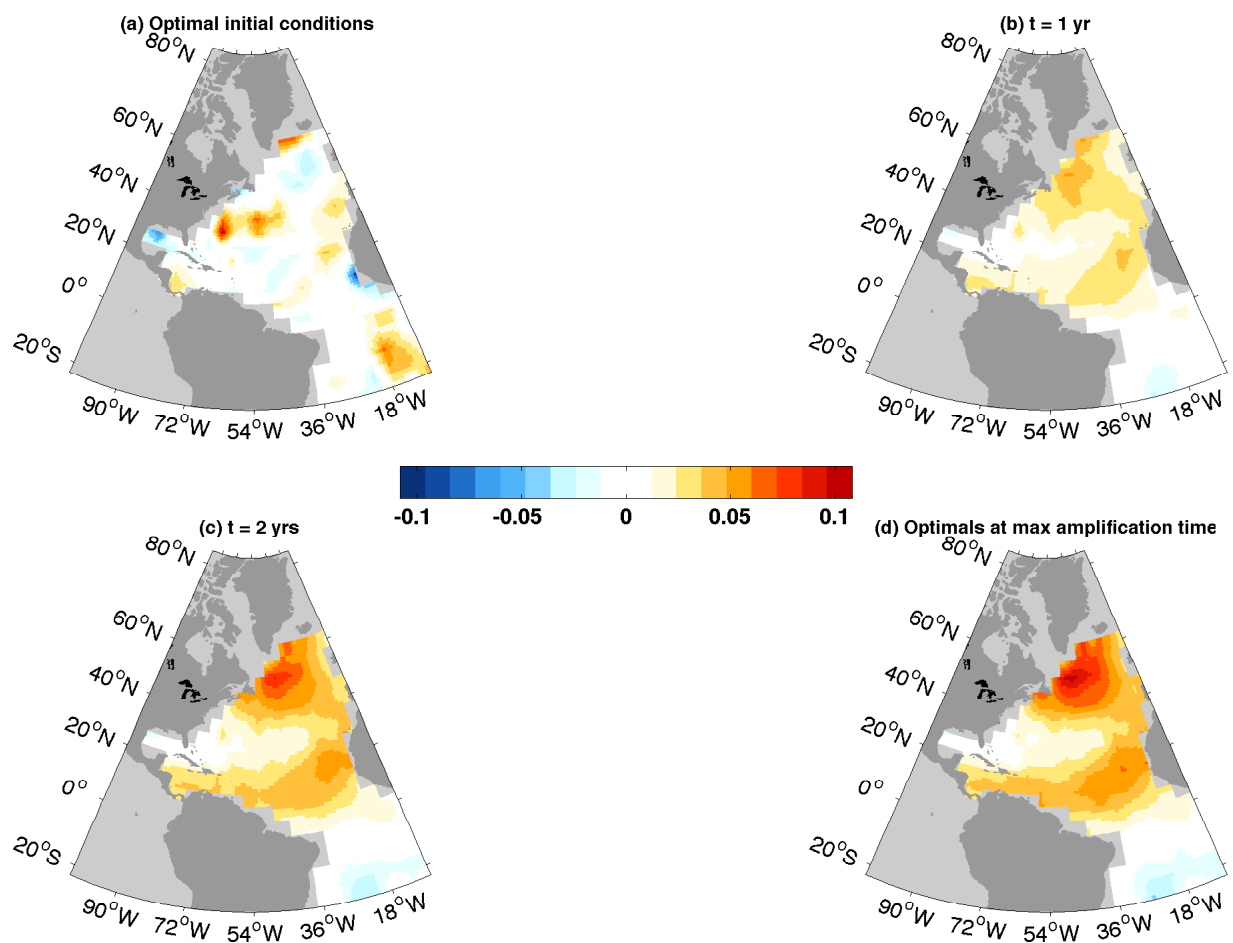 (a) Optimal initial conditions
80°N
60°N
40°N
20°N
0°
20°S
90°W
72°W
54°W
36°W
18°W
(b) t = 1 yr
80°N
60°N
40°N
20°N
0°
20°S
90°W
72°W
54°W
36°W
18°W
-0.1
-0.05
0
0.05
0.1
(c) t = 2 yrs
80°N
60°N
40°N
20°N
0°
20°S
90°W
72°W
54°W
36°W
18°W
(d) Optimals at max amplification time
80°N
60°N
40°N
20°N
0°
20°S
90°W
72°W
54°W
36°W
18°W